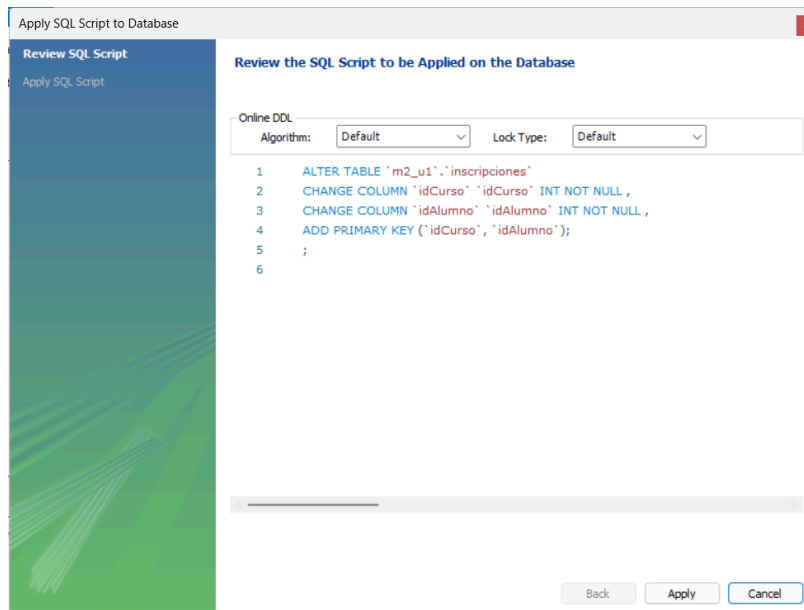 Apply SQL Script to Database
Review SQL Script
Apply SQL Script
Review the SQL Script to be Applied on the Database
Online DDL
Algorithm: Default Lock Type: Default
1 ALTER TABLE `m2_u1`.`inscripciones`
2 CHANGE COLUMN `idCurso` `idCurso` INT NOT NULL ,
3 CHANGE COLUMN `idAlumno` `idAlumno` INT NOT NULL ,
4 ADD PRIMARY KEY (`idCurso`, `idAlumno`);
5 ;
6
Back Apply Cancel